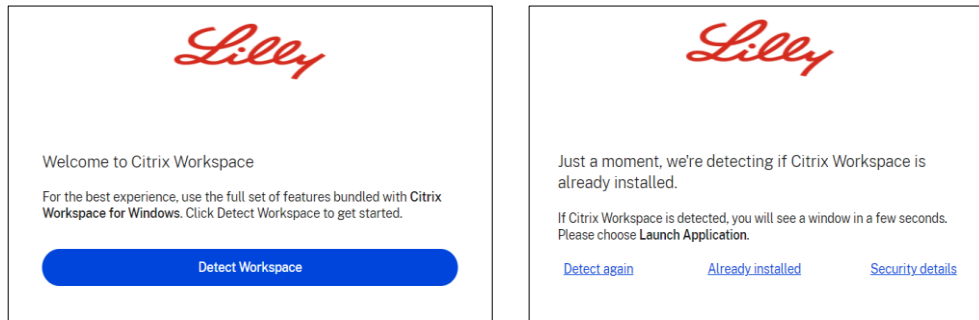 Lilly
Welcome to Citrix Workspace
For the best experience, use the full set of features bundled with Citrix
Workspace for Windows. Click Detect Workspace to get started.
Detect Workspace
Lilly
Just a moment, we're detecting if Citrix Workspace is
already installed.
If Citrix Workspace is detected, you will see a window in a few seconds.
Please choose Launch Application.
Detect again
Already installed
Security details